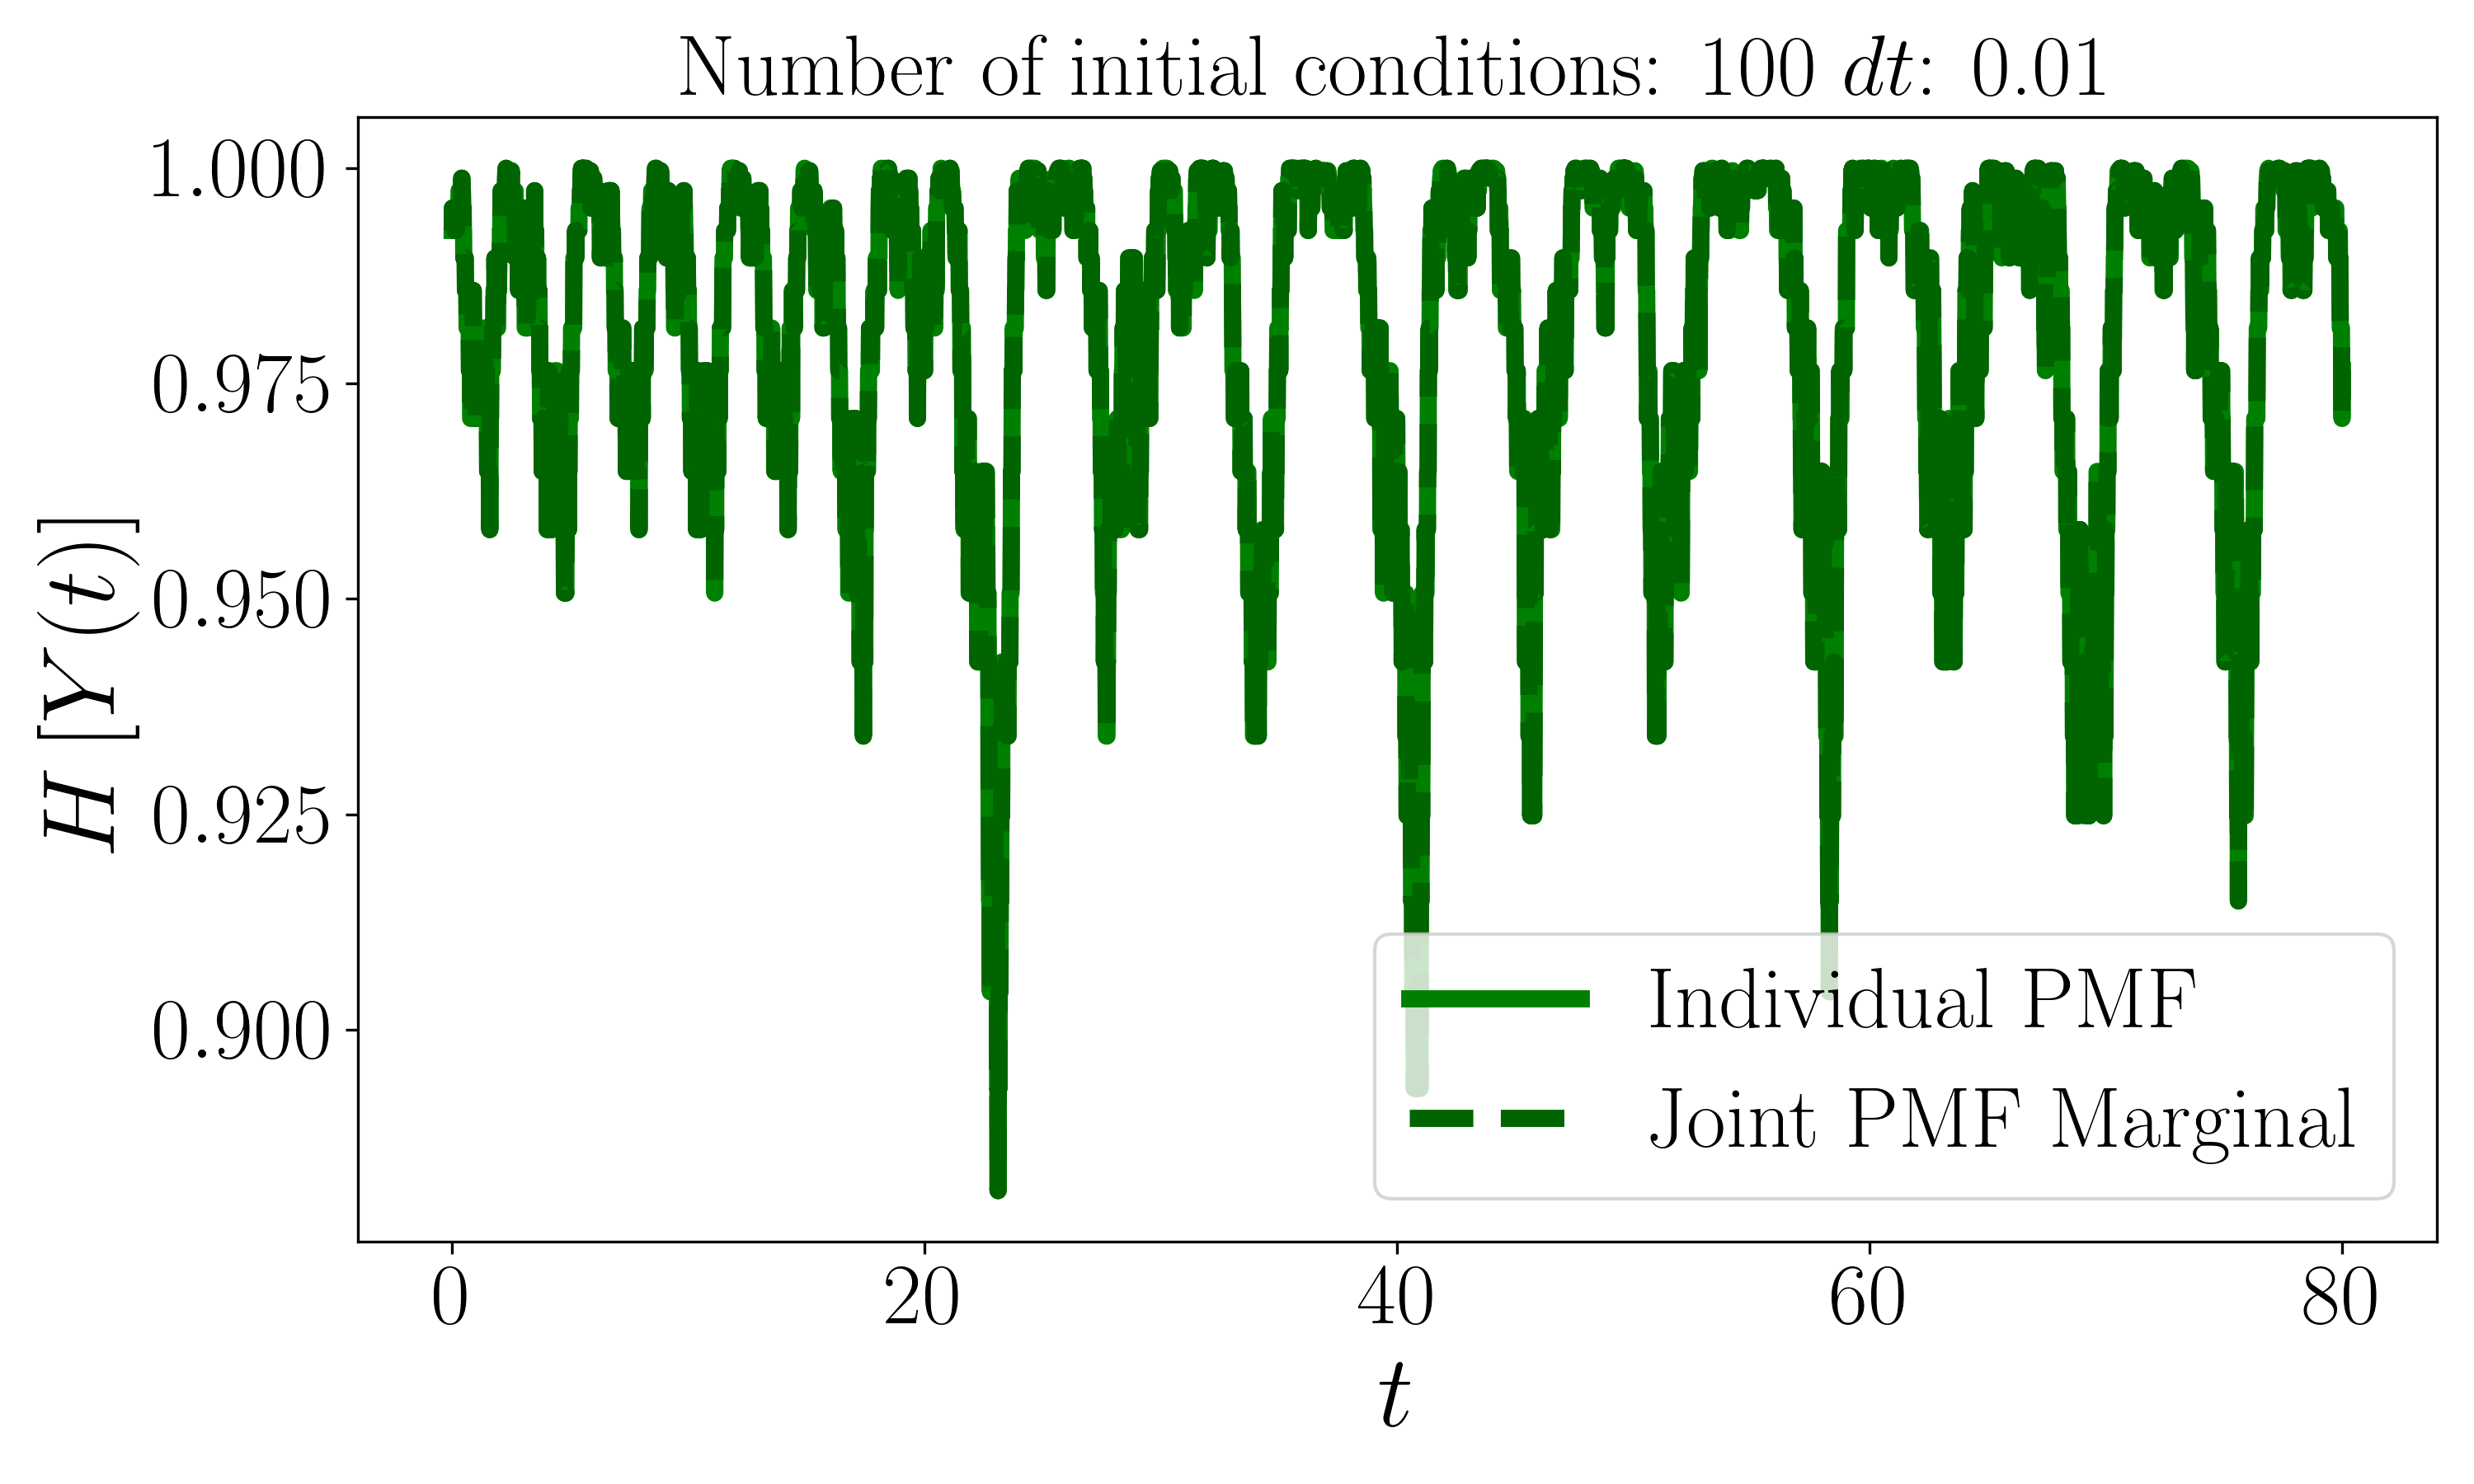 Number of initial conditions: 100 dt: 0.01
H [Y(t)]
1.000
0.975
0.950
0.925
0.900
Individual PMF
Joint PMF Marginal
0 20 40 60 80
t